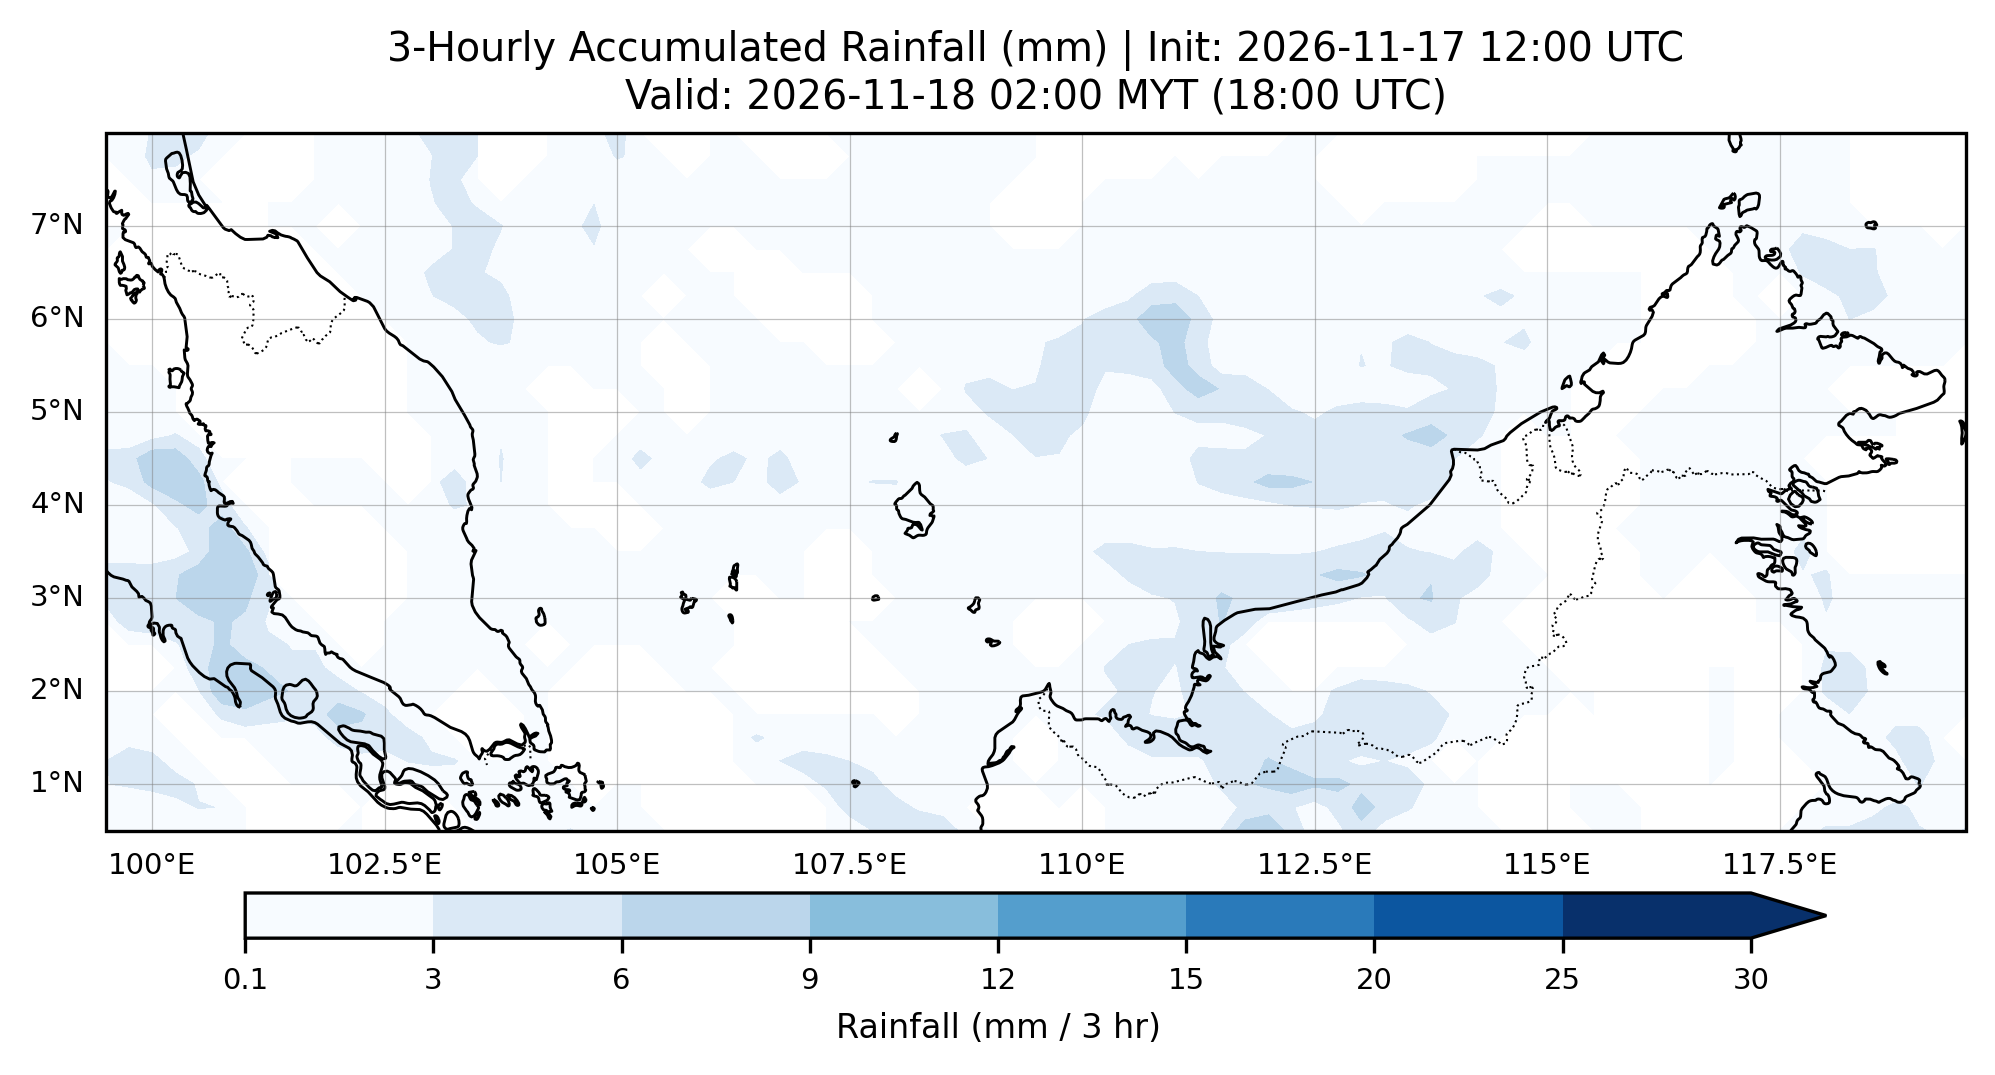 3-Hourly Accumulated Rainfall (mm) | Init: 2026-11-17 12:00 UTC
Valid: 2026-11-18 02:00 MYT (18:00 UTC)
7°N
6°N
5°N
4°N
3°N
2°N
1°N
100°E 102.5°E 105°E 107.5°E 110°E 112.5°E 115°E 117.5°E
0.1 3 6 9 12 15 20 25 30
Rainfall (mm / 3 hr)